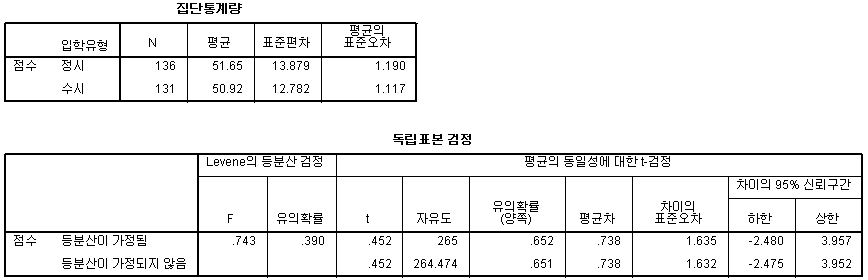 집단통계량
입학유형 N 평균 표준편차 평균의 표준오차
점수 정시 136 51.65 13.879 1.190
수시 131 50.92 12.782 1.117
독립표본 검정
Levene의 등분산 검정 평균의 동일성에 대한 t-검정
차이의 95% 신뢰구간
F 유의확률 t 자유도 유의확률 (양쪽) 평균차 차이의 표준오차 하한 상한
점수 등분산이 가정됨 .743 .390 .452 265 .652 .738 1.635 -2.480 3.957
등분산이 가정되지 않음 .452 264.474 .651 .738 1.632 -2.475 3.952